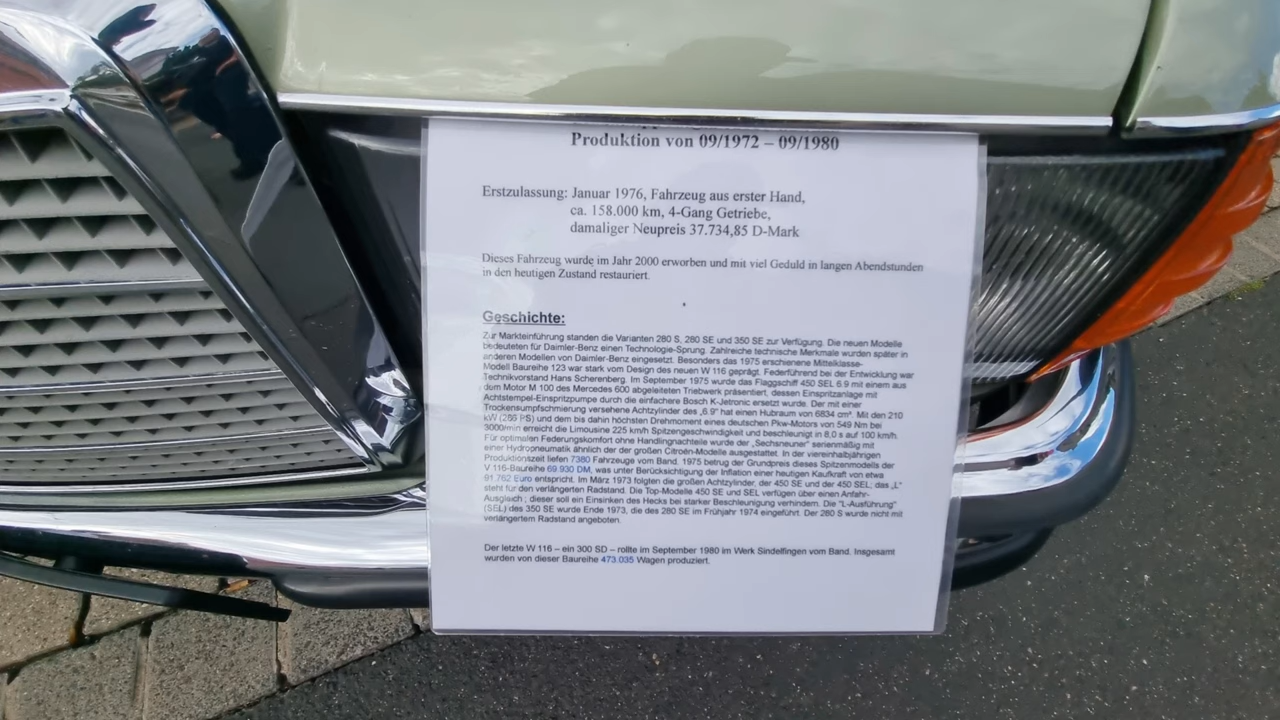 Produktion von 09/1972 – 09/1980
Erstzulassung: Januar 1976, Fahrzeug aus erster Hand,
ca. 158.000 km, 4-Gang Getriebe,
damaliger Neupreis 37.734,85 D-Mark
Dieses Fahrzeug wurde im Jahr 2000 erworben und mit viel Geduld in langen Abendstunden
in den heutigen Zustand restauriert.
Geschichte:
Zur Markteinführung standen die Varianten 280 S, 280 SE und 350 SE zur Verfügung. Die neuen Modelle
bedeuteten für Daimler-Benz einen Technologie-Sprung. Zahlreiche technische Merkmale wurden später in
anderen Modellen von Daimler-Benz eingesetzt. Besonders das 1975 erschienene Mittelklasse-
Modell Baureihe 123 war stark vom Design des neuen W 116 geprägt. Federführend bei der Entwicklung war
Technikvorstand Hans Scherenberg. Im September 1975 wurde das Flaggschiff 450 SEL 6.9 mit einem aus
dem Motor M 100 des Mercedes 600 abgeleiteten Triebwerk präsentiert, dessen Einspritzanlage mit
Achtstempel-Einspritzpumpe durch die einfachere Bosch K-Jetronic ersetzt wurde. Der mit einer
Trockensumpfschmierung versehene Achtzylinder des „6.9" hat einen Hubraum von 6834 cm³. Mit den 210
kW (286 PS) und dem bis dahin höchsten Drehmoment eines deutschen Pkw-Motors von 549 Nm bei
3000/min erreicht die Limousine 225 km/h Spitzengeschwindigkeit und beschleunigt in 8,0 s auf 100 km/h.
Für optimalen Federungskomfort ohne Handlingnachteile wurde der „Sechsneuner" serienmäßig mit
einer Hydropneumatik ähnlich der der großen Citroën-Modelle ausgestattet. In der vereinhalbjährigen
Produktionszeit liefen 7380 Fahrzeuge vom Band. 1975 betrug der Grundpreis dieses Spitzenmodells der
V 116-Baureihe 69.930 DM, was unter Berücksichtigung der Inflation einer heutigen Kaufkraft von etwa
91.762 Euro entspricht. Im März 1973 folgten die großen Achtzylinder, der 450 SE und der 450 SEL; das „L"
steht für den verlängerten Radstand. Die Top-Modelle 450 SE und SEL verfügen über einen Anfahr-
Ausgleich ; dieser soll ein Einsinken des Hecks bei starker Beschleunigung verhindern. Die "L-Ausführung"
(SEL) des 350 SE wurde Ende 1973, die des 280 SE im Frühjahr 1974 eingeführt. Der 280 S wurde nicht mit
verlängertem Radstand angeboten.
Der letzte W 116 – ein 300 SD – rollte im September 1980 im Werk Sindelfingen vom Band. Insgesamt
wurden von dieser Baureihe 473.035 Wagen produziert.